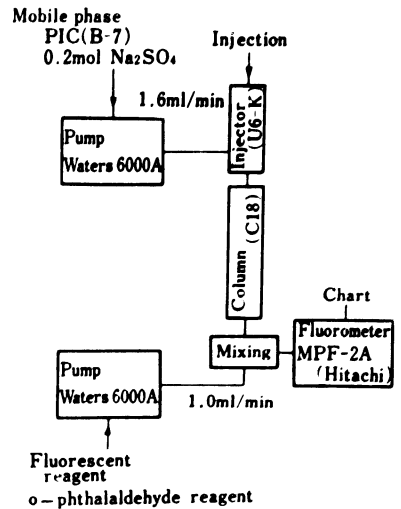 Mobile phase
PIC(B-7)
0.2mol Na₂SO₄
Injection
1.6ml/min
Injector
(U6-K)
Pump
Waters 6000A
Column (C18)
Chart
Mixing
Fluorometer
MPF-2A
(Hitachi)
Pump
Waters 6000A
1.0ml/min
Fluorescent
reagent
o-phthalaldehyde reagent